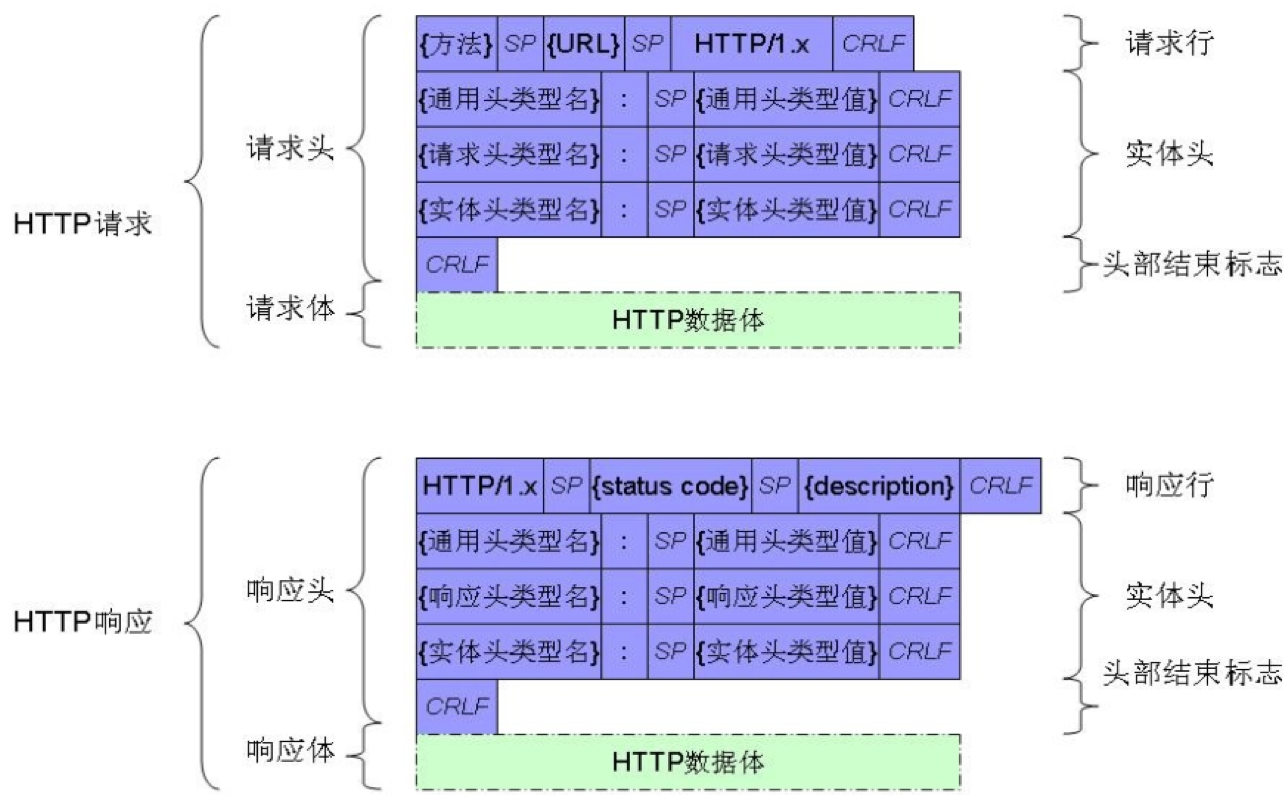 {方法} SP {URL} SP HTTP/1.x CRLF 请求行
{通用头类型名} : SP {通用头类型值} CRLF
请求头 {请求头类型名} : SP {请求头类型值} CRLF 实体头
{实体头类型名} : SP {实体头类型值} CRLF
HTTP请求
CRLF 头部结束标志
请求体 HTTP数据体
HTTP/1.x SP {status code} SP {description} CRLF 响应行
{通用头类型名} : SP {通用头类型值} CRLF
响应头 {响应头类型名} : SP {响应头类型值} CRLF 实体头
HTTP响应
{实体头类型名} : SP {实体头类型值} CRLF
头部结束标志
CRLF
响应体 HTTP数据体